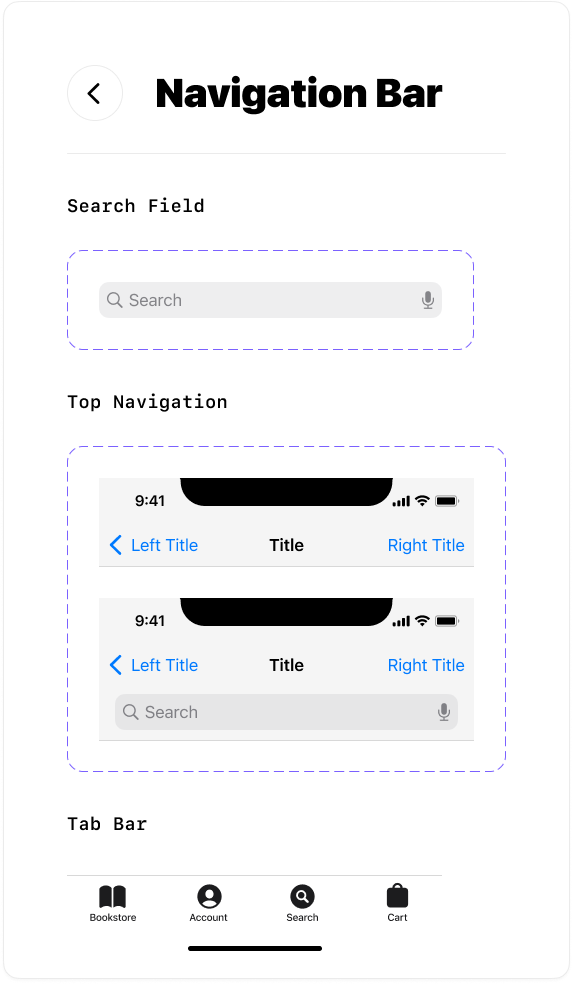 Navigation Bar
Search Field
Search
Top Navigation
9:41
Left Title Title Right Title
9:41
Left Title Title Right Title
Search
Tab Bar
Bookstore Account Search Cart